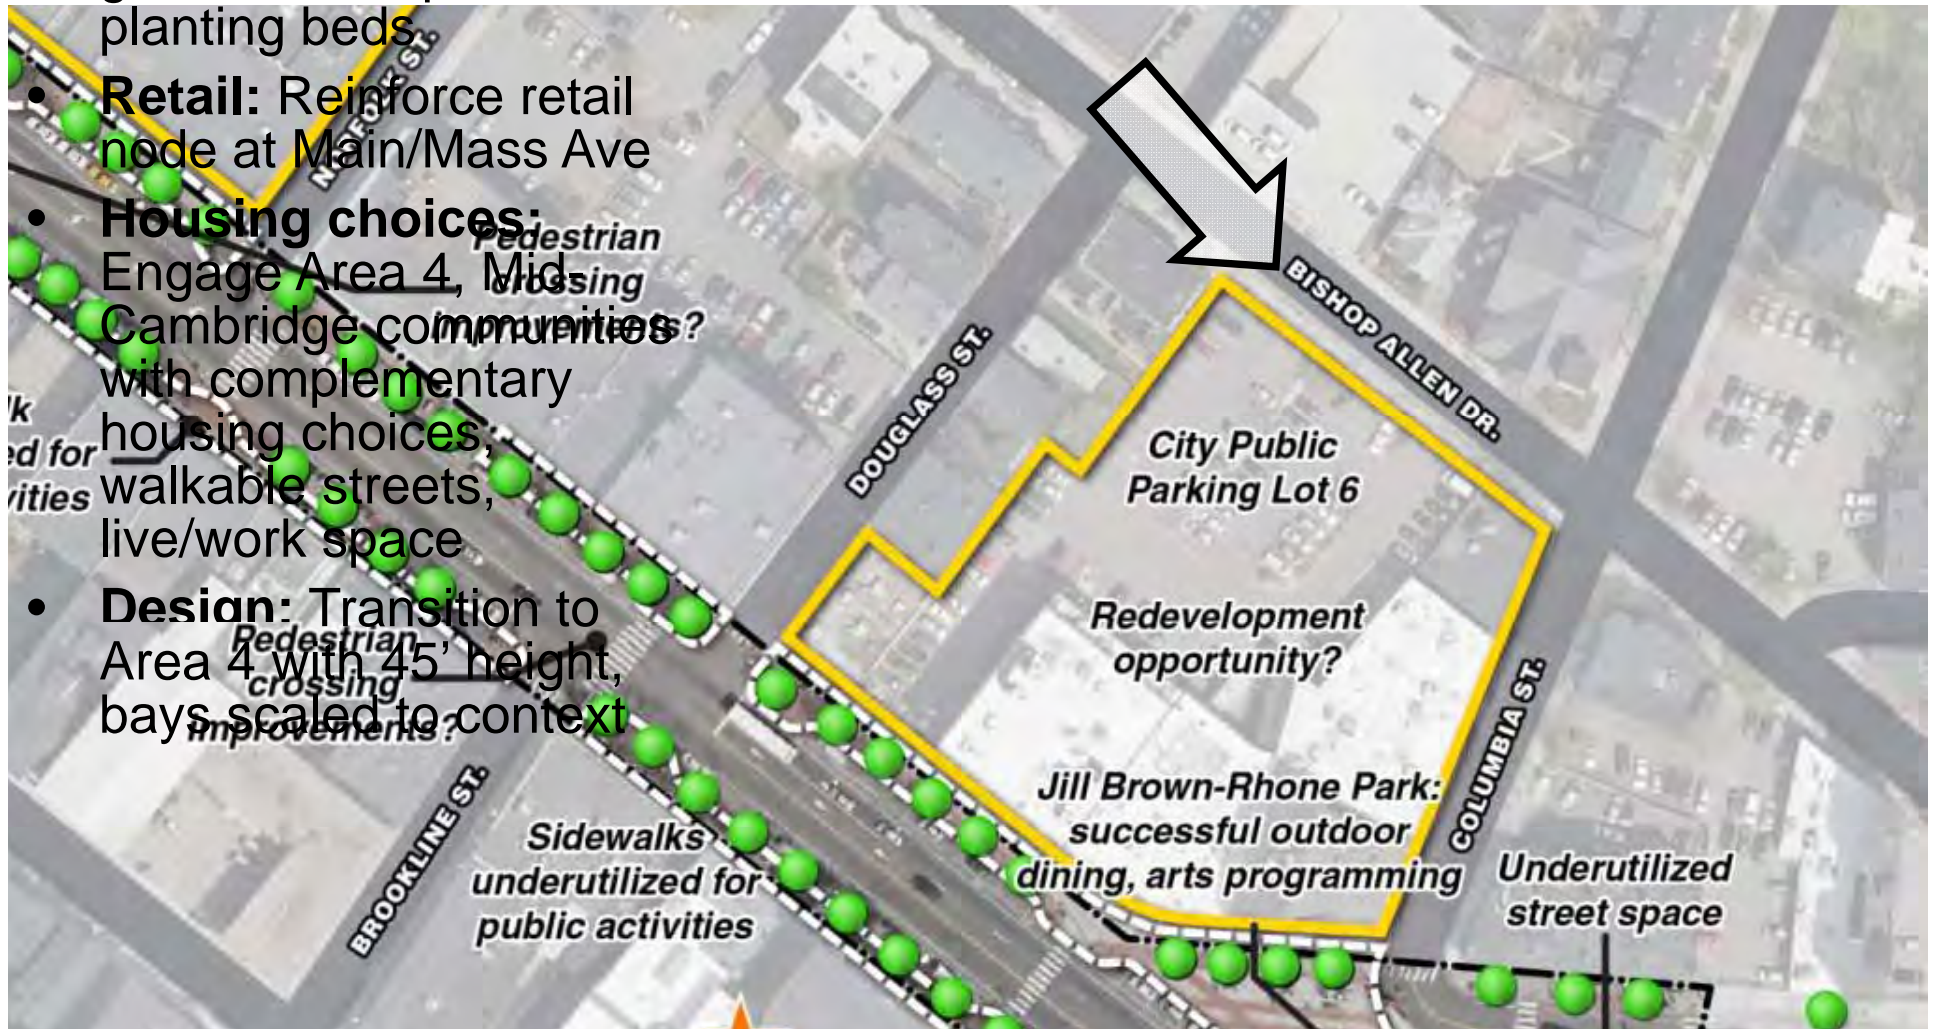 planting beds
• Retail: Reinforce retail
node at Main/Mass Ave
• Housing choices:
Engage Area 4, Mid-
Cambridge communities
with complementary
housing choices,
walkable streets,
live/work space
• Design: Transition to
Area 4 with 45’ height,
bays scaled to context
NORFOLK ST.
Pedestrian
crossing
improvements?
lk
ed for
vities
Pedestrian
crossing
improvements?
BROOKLINE ST.
Sidewalks
underutilized for
public activities
DOUGLASS ST.
BISHOP ALLEN DR.
City Public
Parking Lot 6
Redevelopment
opportunity?
COLUMBIA ST.
Jill Brown-Rhone Park:
successful outdoor
dining, arts programming
Underutilized
street space